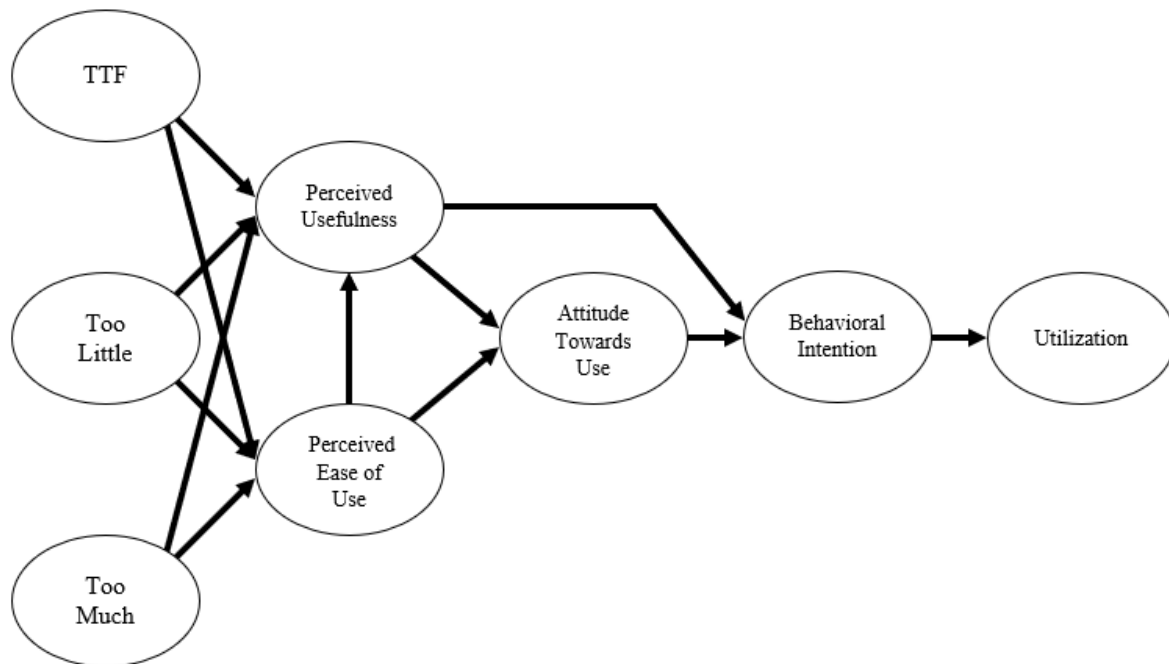 TTF
Perceived
Usefulness
Too
Little
Attitude
Towards
Use
Behavioral
Intention
Utilization
Perceived
Ease of
Use
Too
Much